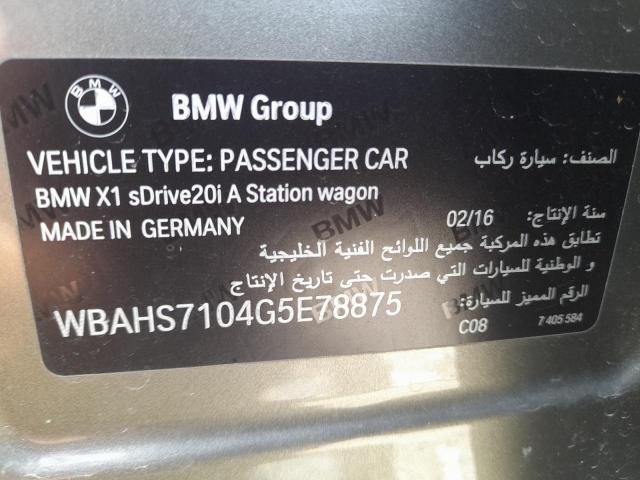 BMW
BMW Group
VEHICLE TYPE: PASSENGER CAR
الصنف: سيارة ركاب
BMW X1 sDrive20i A Station wagon
MADE IN GERMANY
سنة الإنتاج: 02/16
تطابق هذه المركبة جميع اللوائح الفنية الخليجية
و الوطنية للسيارات التي صدرت حتى تاريخ الإنتاج
الرقم المميز للسيارة:
WBAHS7104G5E78875
C08
7 405 584